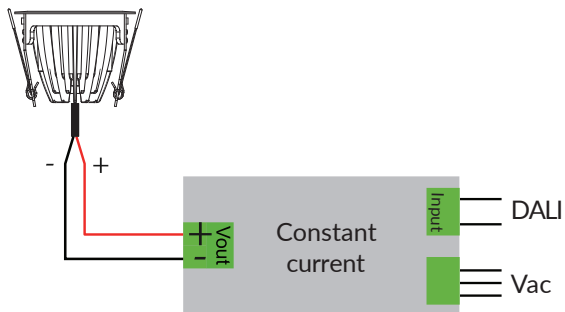 - +
+
-
Vout
Constant
current
Input
DALI
Vac